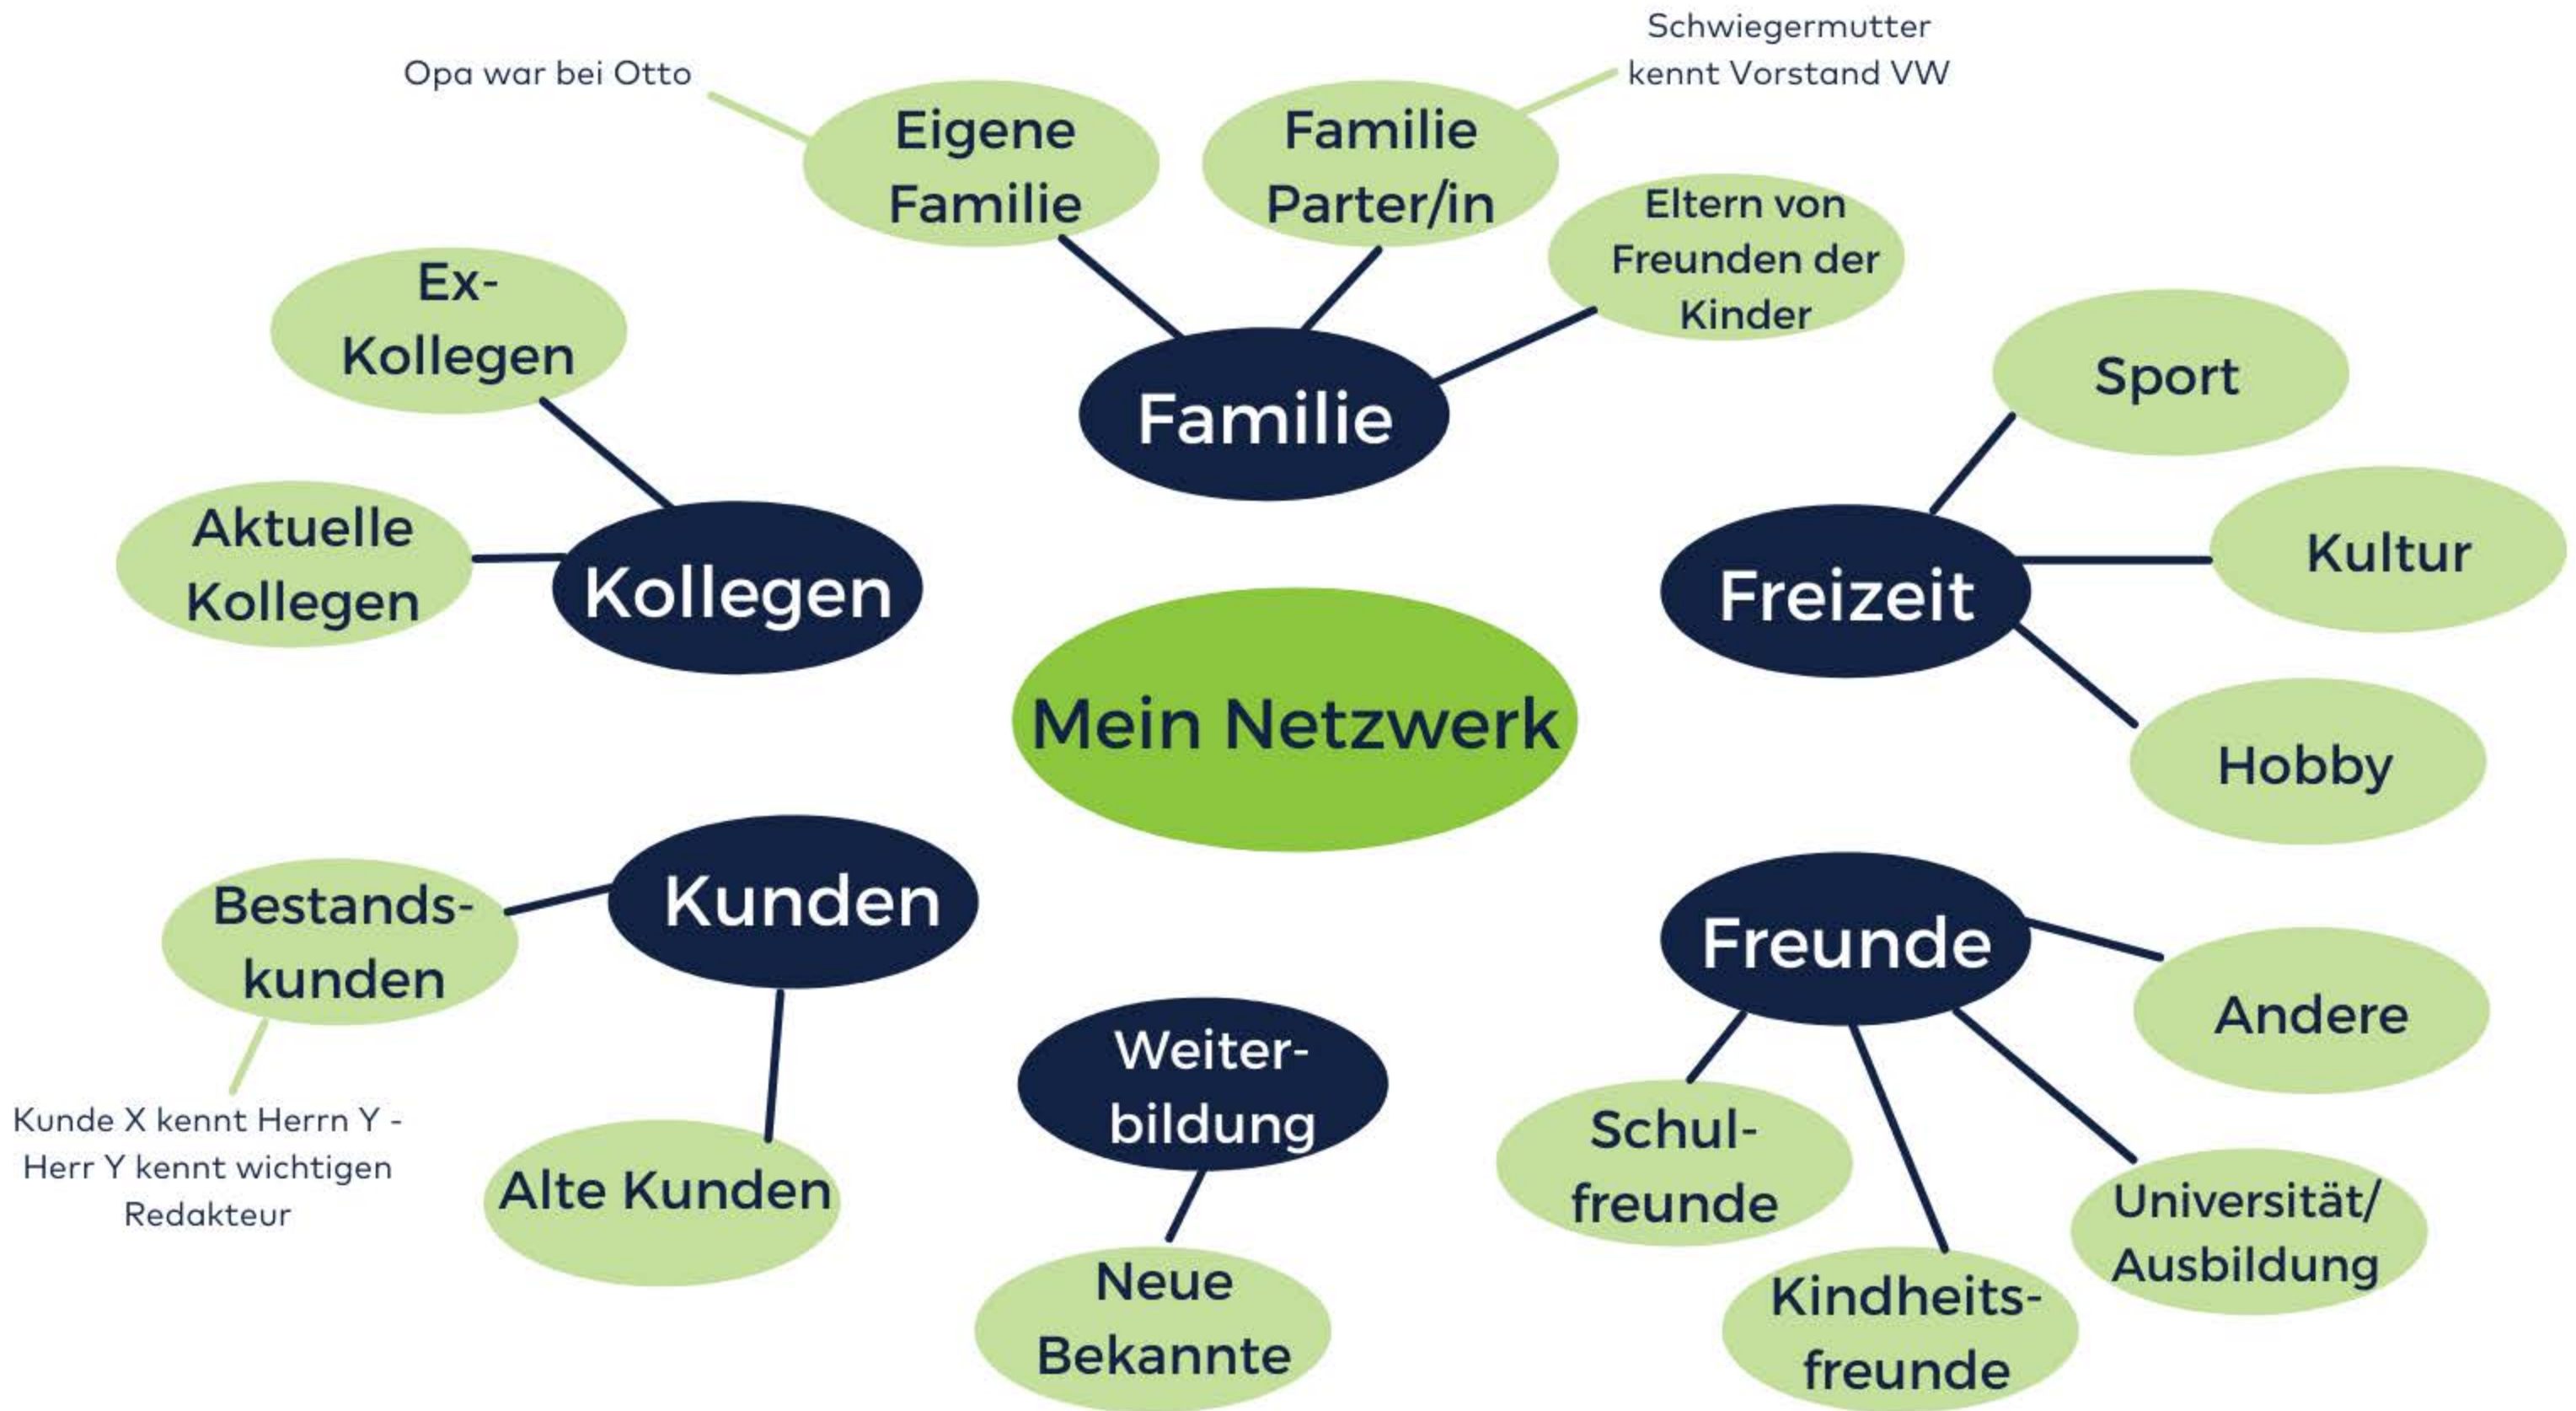 Schwiegermutter
kennt Vorstand VW
Opa war bei Otto
Eigene
Familie
Familie
Parter/in
Eltern von
Freunden der
Kinder
Ex-
Kollegen
Familie
Sport
Aktuelle
Kollegen
Kollegen
Freizeit
Kultur
Mein Netzwerk
Hobby
Kunden
Bestands-
kunden
Freunde
Andere
Kunde X kennt Herrn Y -
Herr Y kennt wichtigen
Redakteur
Alte Kunden
Weiter-
bildung
Schul-
freunde
Universität/
Ausbildung
Neue
Bekannte
Kindheits-
freunde